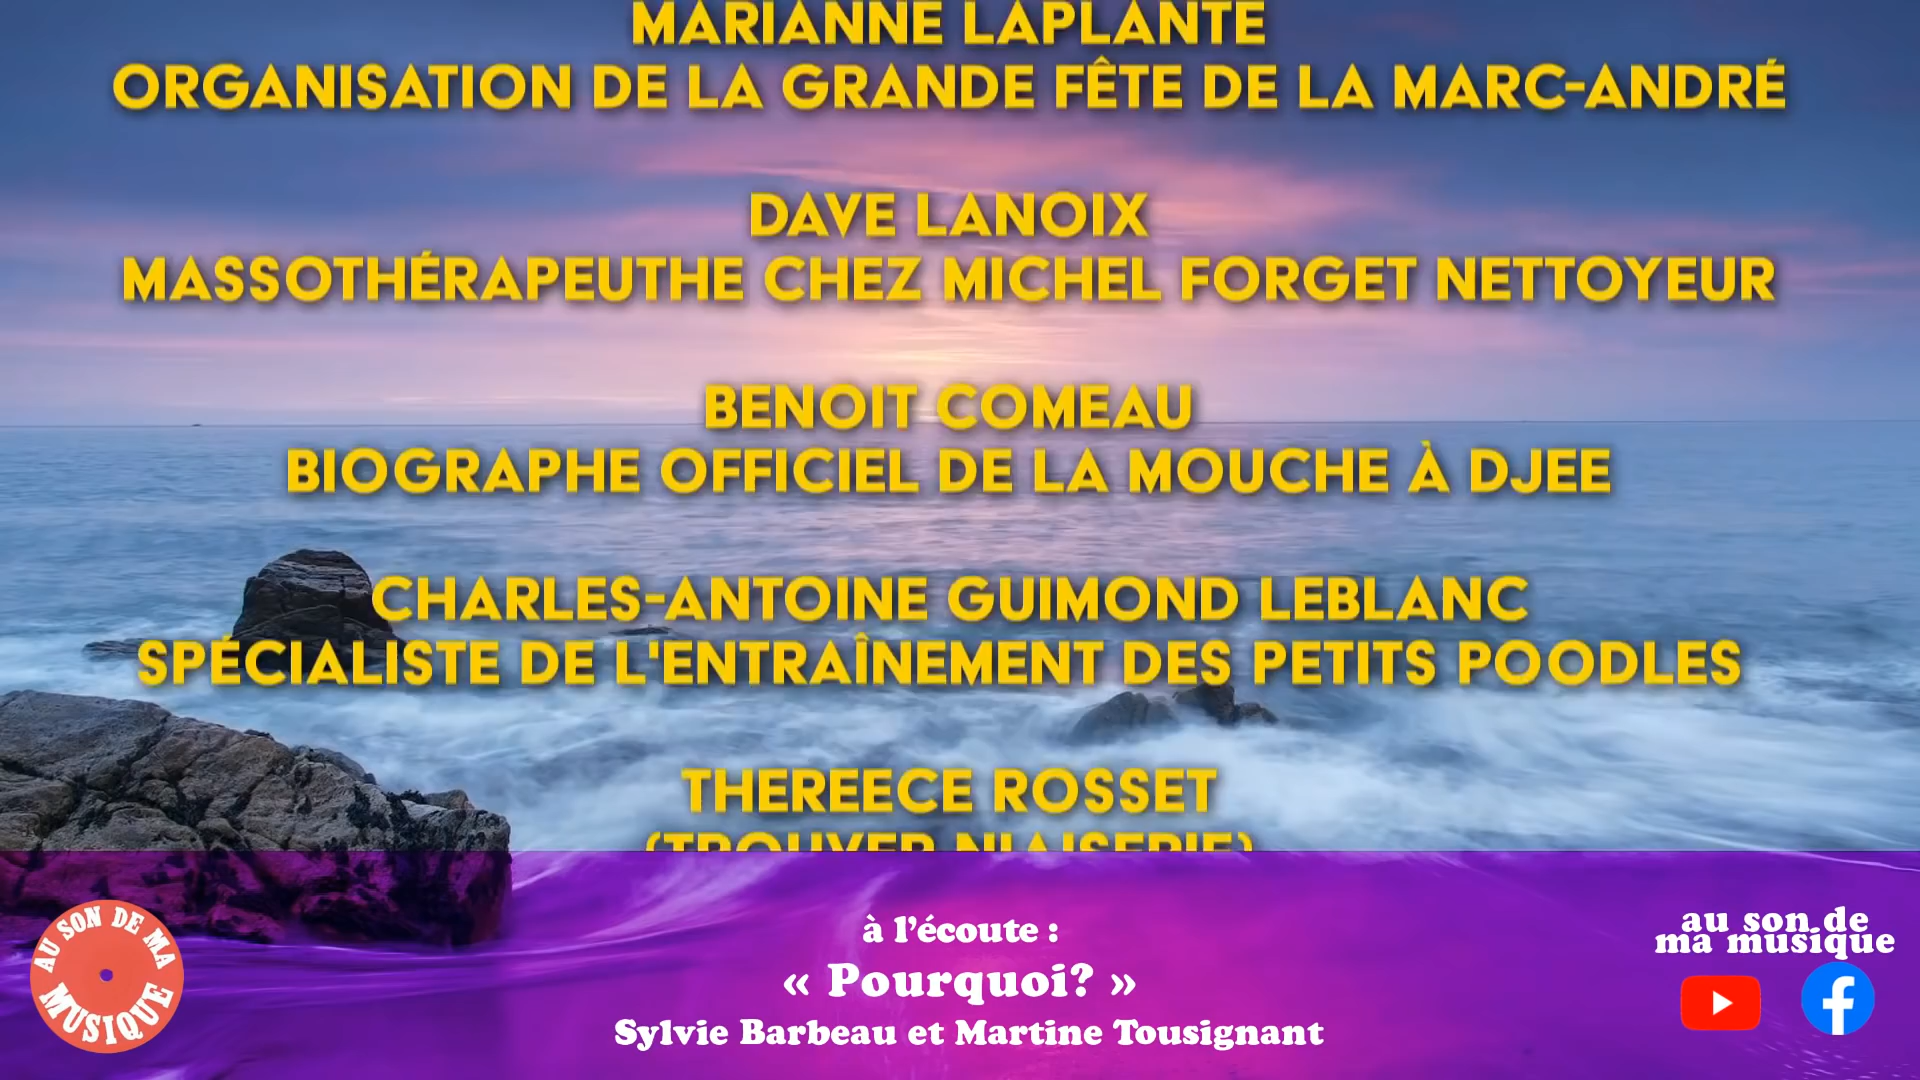 MARIANNE LAPLANTE
ORGANISATION DE LA GRANDE FÊTE DE LA MARC-ANDRÉ
DAVE LANOIX
MASSOTHÉRAPEUTHE CHEZ MICHEL FORGET NETTOYEUR
BENOIT COMEAU
BIOGRAPHE OFFICIEL DE LA MOUCHE À DJEE
CHARLES-ANTOINE GUIMOND LEBLANC
SPÉCIALISTE DE L'ENTRAÎNEMENT DES PETITS POODLES
THEREECE ROSSET
(TROUVER NIAISERIE)
AU SON DE MA
MUSIQUE
à l'écoute :
« Pourquoi? »
Sylvie Barbeau et Martine Tousignant
au son de
ma musique